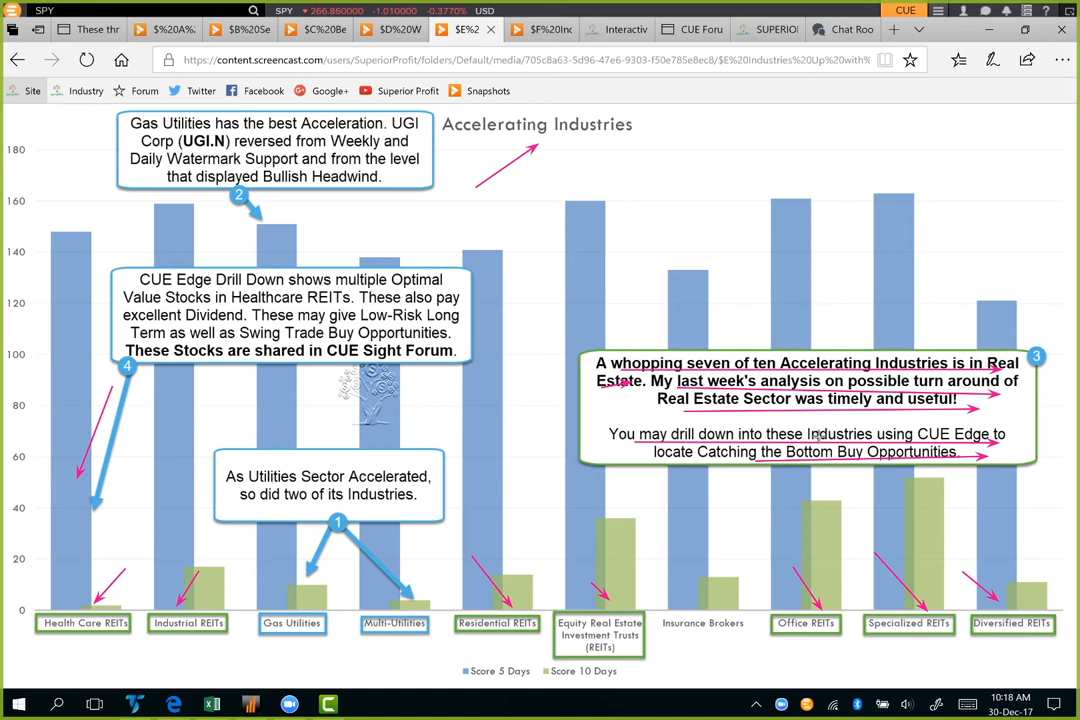 SPY
SPY
266.860000
-1.010000
-0.3770%
USD
CUE
These thr
$%20A%
$B%20Se
$C%20Be
$D%20W
$E%2
$F%20Inc
Interactiv
CUE Foru
SUPERIOI
Chat Roo
https://content.screencast.com/users/SuperiorProfit/folders/Default/media/705c8a63-5d96-47e6-9303-f50e785e8ec8/$E%20Industries%20Up%20with%
Site
Industry
Forum
Twitter
Facebook
Google+
Superior Profit
Snapshots
Accelerating Industries
Gas Utilities has the best Acceleration. UGI
Corp (UGI.N) reversed from Weekly and
Daily Watermark Support and from the level
that displayed Bullish Headwind.
2
CUE Edge Drill Down shows multiple Optimal
Value Stocks in Healthcare REITs. These also pay
excellent Dividend. These may give Low-Risk Long
Term as well as Swing Trade Buy Opportunities.
These Stocks are shared in CUE Sight Forum.
4
3
A whopping seven of ten Accelerating Industries is in Real
Estate. My last week's analysis on possible turn around of
Real Estate Sector was timely and useful!
You may drill down into these Industries using CUE Edge to
locate Catching the Bottom Buy Opportunities.
As Utilities Sector Accelerated,
so did two of its Industries.
1
180
160
140
120
100
80
60
40
20
0
Health Care REITs
Industrial REITs
Gas Utilities
Multi-Utilities
Residential REITs
Equity Real Estate
Investment Trusts
(REITs)
Insurance Brokers
Office REITs
Specialized REITs
Diversified REITs
Score 5 Days
Score 10 Days
10:18 AM
30-Dec-17